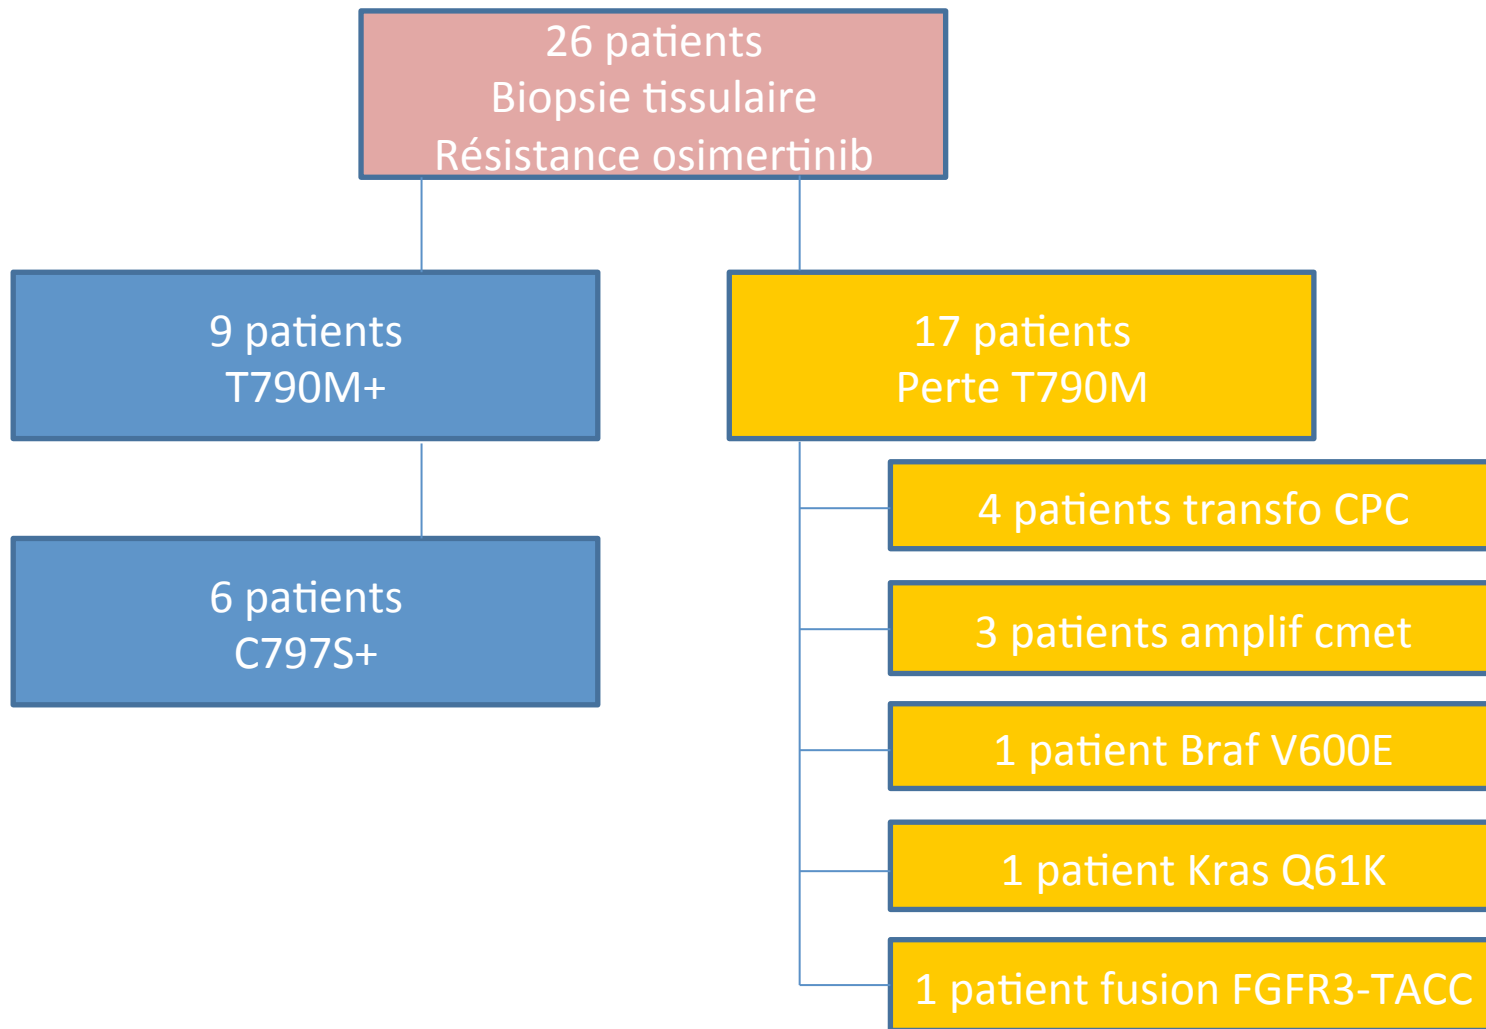 26 patients
Biopsie tissulaire
Résistance osimertinib
9 patients
T790M+
17 patients
Perte T790M
6 patients
C797S+
4 patients transfo CPC
3 patients amplif cmet
1 patient Braf V600E
1 patient Kras Q61K
1 patient fusion FGFR3-TACC